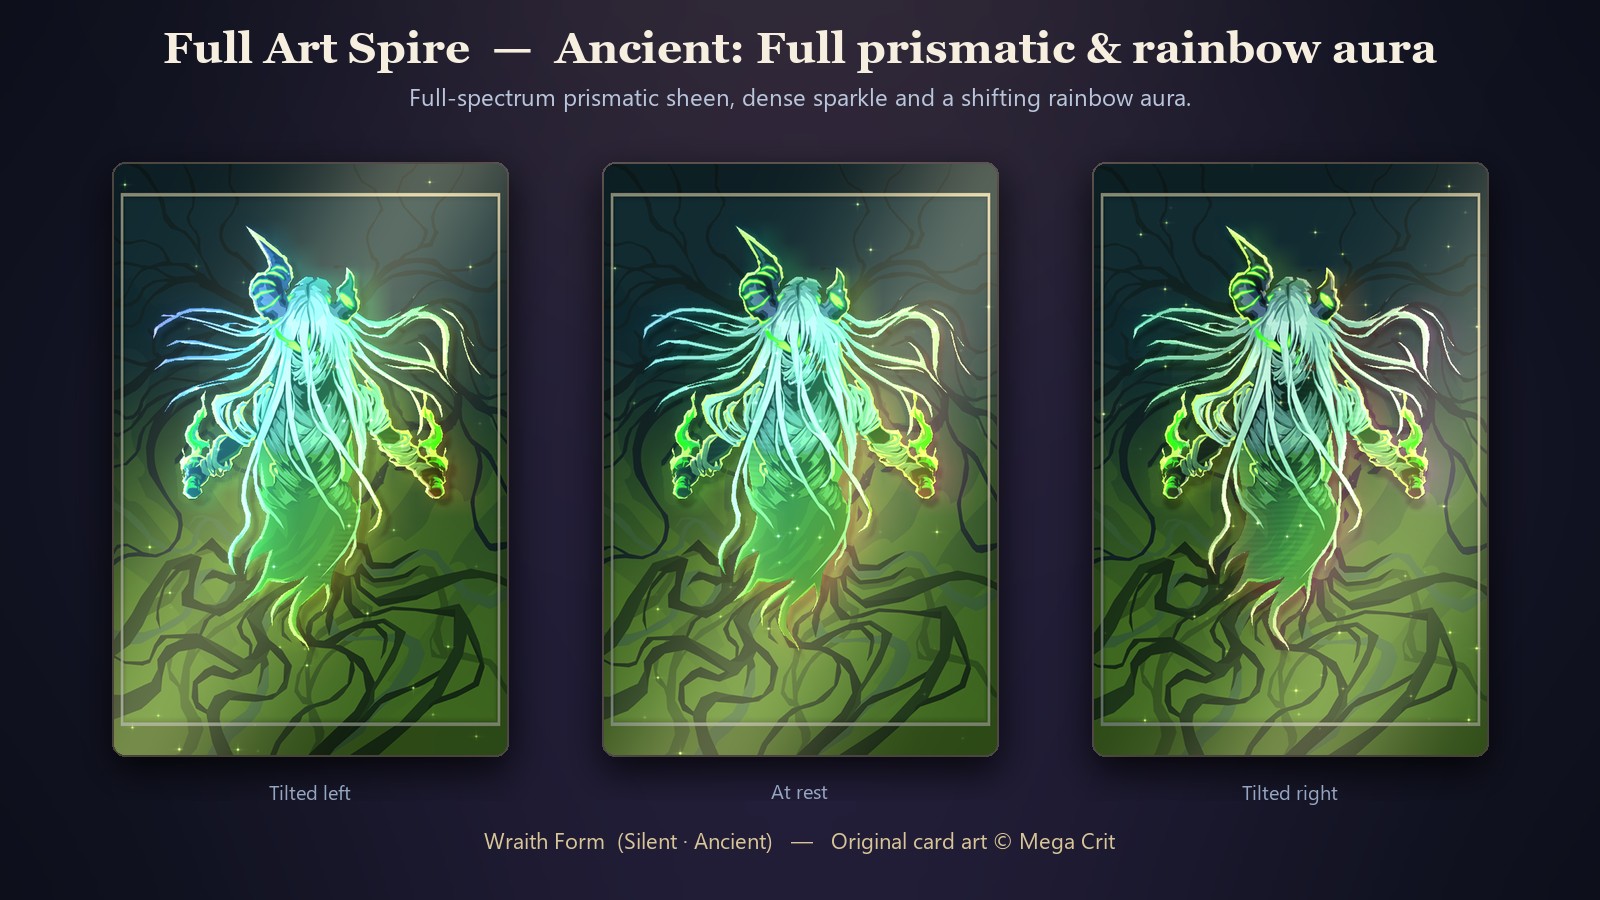 Full Art Spire — Ancient: Full prismatic & rainbow aura
Full-spectrum prismatic sheen, dense sparkle and a shifting rainbow aura.
Tilted left
At rest
Tilted right
Wraith Form (Silent · Ancient) — Original card art © Mega Crit